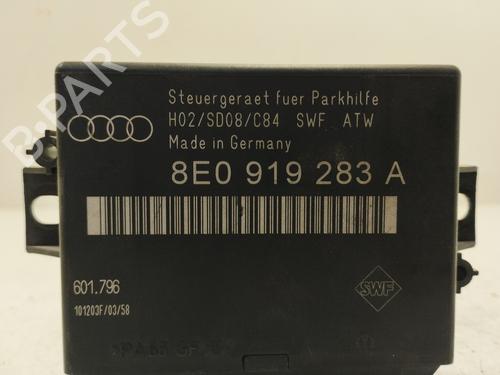 Steuergeraet fuer Parkhilfe
H02/SD08/C84 SWF ATW
Made in Germany
8E0 919 283 A
601.796
101203F/03/58
SWF
B-PARTS